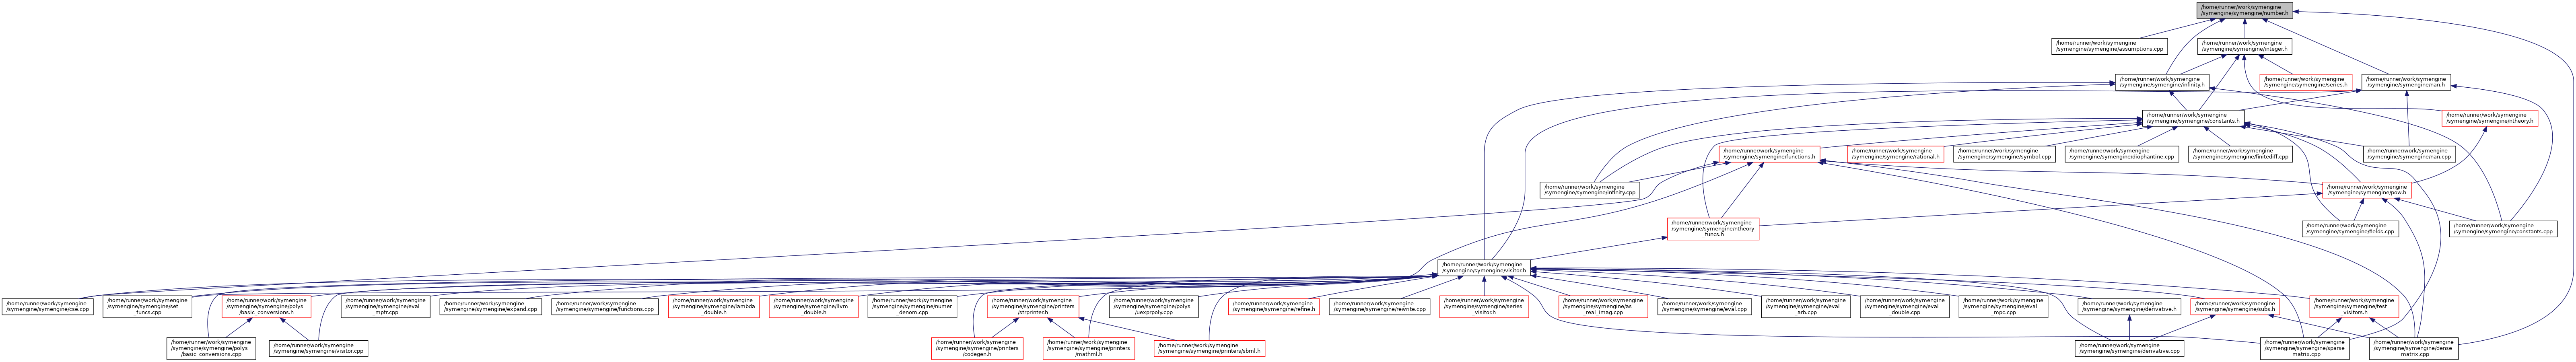 /home/runner/work/symengine
/symengine/symengine/number.h
/home/runner/work/symengine
/symengine/symengine/assumptions.cpp
/home/runner/work/symengine
/symengine/symengine/integer.h
/home/runner/work/symengine
/symengine/symengine/infinity.h
/home/runner/work/symengine
/symengine/symengine/series.h
/home/runner/work/symengine
/symengine/symengine/nan.h
/home/runner/work/symengine
/symengine/symengine/constants.h
/home/runner/work/symengine
/symengine/symengine/ntheory.h
/home/runner/work/symengine
/symengine/symengine/functions.h
/home/runner/work/symengine
/symengine/symengine/rational.h
/home/runner/work/symengine
/symengine/symengine/symbol.cpp
/home/runner/work/symengine
/symengine/symengine/diophantine.cpp
/home/runner/work/symengine
/symengine/symengine/finitediff.cpp
/home/runner/work/symengine
/symengine/symengine/nan.cpp
/home/runner/work/symengine
/symengine/symengine/infinity.cpp
/home/runner/work/symengine
/symengine/symengine/pow.h
/home/runner/work/symengine
/symengine/symengine/ntheory
_funcs.h
/home/runner/work/symengine
/symengine/symengine/fields.cpp
/home/runner/work/symengine
/symengine/symengine/constants.cpp
/home/runner/work/symengine
/symengine/symengine/visitor.h
/home/runner/work/symengine
/symengine/symengine/cse.cpp
/home/runner/work/symengine
/symengine/symengine/set
_funcs.cpp
/home/runner/work/symengine
/symengine/symengine/polys
/basic_conversions.h
/home/runner/work/symengine
/symengine/symengine/eval
_mpfr.cpp
/home/runner/work/symengine
/symengine/symengine/expand.cpp
/home/runner/work/symengine
/symengine/symengine/functions.cpp
/home/runner/work/symengine
/symengine/symengine/lambda
_double.h
/home/runner/work/symengine
/symengine/symengine/llvm
_double.h
/home/runner/work/symengine
/symengine/symengine/numer
_denom.cpp
/home/runner/work/symengine
/symengine/symengine/printers
/strprinter.h
/home/runner/work/symengine
/symengine/symengine/polys
/uexprpoly.cpp
/home/runner/work/symengine
/symengine/symengine/refine.h
/home/runner/work/symengine
/symengine/symengine/rewrite.cpp
/home/runner/work/symengine
/symengine/symengine/series
_visitor.h
/home/runner/work/symengine
/symengine/symengine/as
_real_imag.cpp
/home/runner/work/symengine
/symengine/symengine/eval.cpp
/home/runner/work/symengine
/symengine/symengine/eval
_arb.cpp
/home/runner/work/symengine
/symengine/symengine/eval
_double.cpp
/home/runner/work/symengine
/symengine/symengine/eval
_mpc.cpp
/home/runner/work/symengine
/symengine/symengine/derivative.h
/home/runner/work/symengine
/symengine/symengine/subs.h
/home/runner/work/symengine
/symengine/symengine/test
_visitors.h
/home/runner/work/symengine
/symengine/symengine/polys
/basic_conversions.cpp
/home/runner/work/symengine
/symengine/symengine/visitor.cpp
/home/runner/work/symengine
/symengine/symengine/printers
/codegen.h
/home/runner/work/symengine
/symengine/symengine/printers
/mathml.h
/home/runner/work/symengine
/symengine/symengine/printers/sbml.h
/home/runner/work/symengine
/symengine/symengine/derivative.cpp
/home/runner/work/symengine
/symengine/symengine/sparse
_matrix.cpp
/home/runner/work/symengine
/symengine/symengine/dense
_matrix.cpp